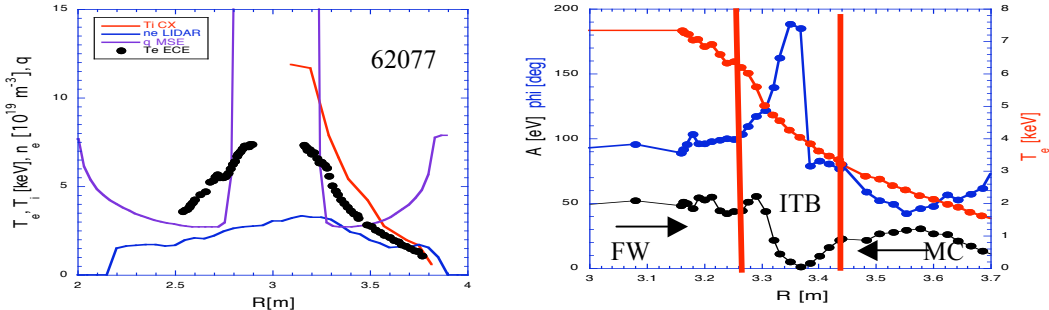 Ti CX
ne LIDAR
q MSE
Te ECE
62077
15
10
5
0
2
2.5
3
3.5
4
R[m]
T_e, T_i [keV], n_e [10^19 m^-3], q
200
150
100
50
0
A [eV] phi [deg]
8
7
6
5
4
3
2
1
0
T_e [keV]
ITB
FW
MC
3
3.1
3.2
3.3
3.4
3.5
3.6
3.7
R [m]